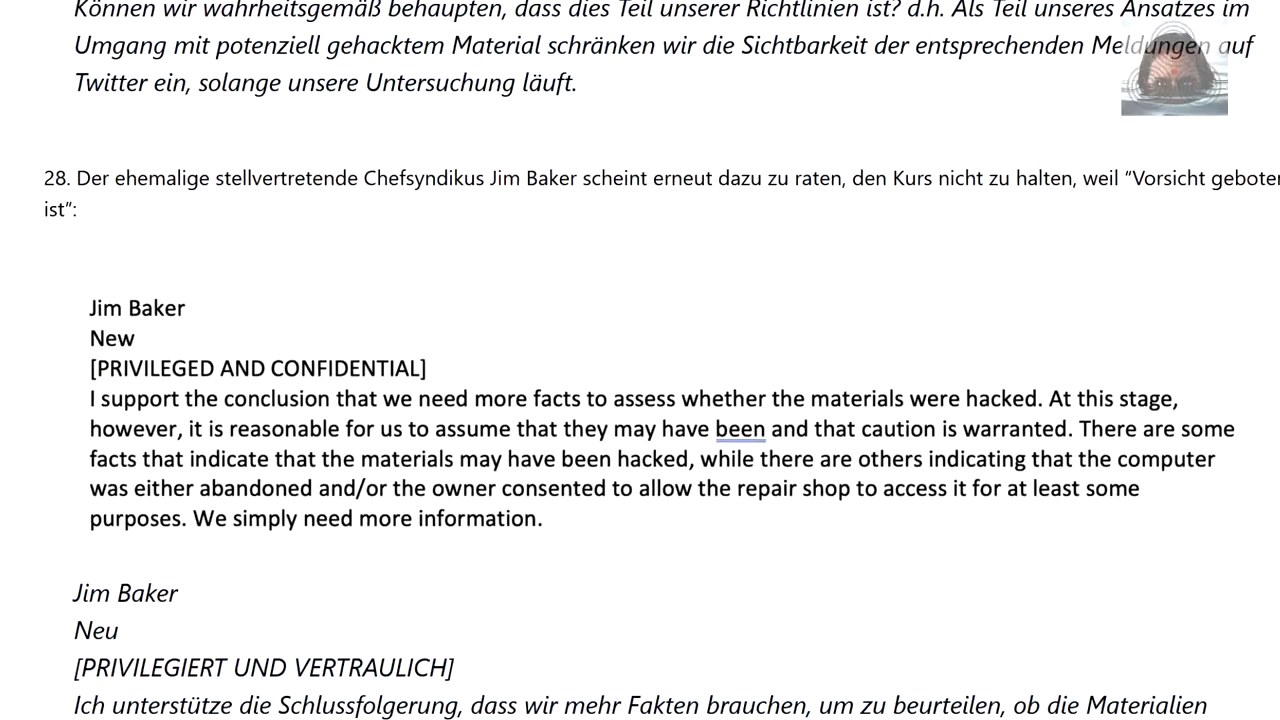 Können wir wahrheitsgemäß behaupten, dass dies Teil unserer Richtlinien ist? d.h. Als Teil unseres Ansatzes im
Umgang mit potenziell gehacktem Material schränken wir die Sichtbarkeit der entsprechenden Meldungen auf
Twitter ein, solange unsere Untersuchung läuft.
28. Der ehemalige stellvertretende Chefsyndikus Jim Baker scheint erneut dazu zu raten, den Kurs nicht zu halten, weil “Vorsicht geboten
ist”:
Jim Baker
New
[PRIVILEGED AND CONFIDENTIAL]
I support the conclusion that we need more facts to assess whether the materials were hacked. At this stage,
however, it is reasonable for us to assume that they may have been and that caution is warranted. There are some
facts that indicate that the materials may have been hacked, while there are others indicating that the computer
was either abandoned and/or the owner consented to allow the repair shop to access it for at least some
purposes. We simply need more information.
Jim Baker
Neu
[PRIVILEGIERT UND VERTRAULICH]
Ich unterstütze die Schlussfolgerung, dass wir mehr Fakten brauchen, um zu beurteilen, ob die Materialien